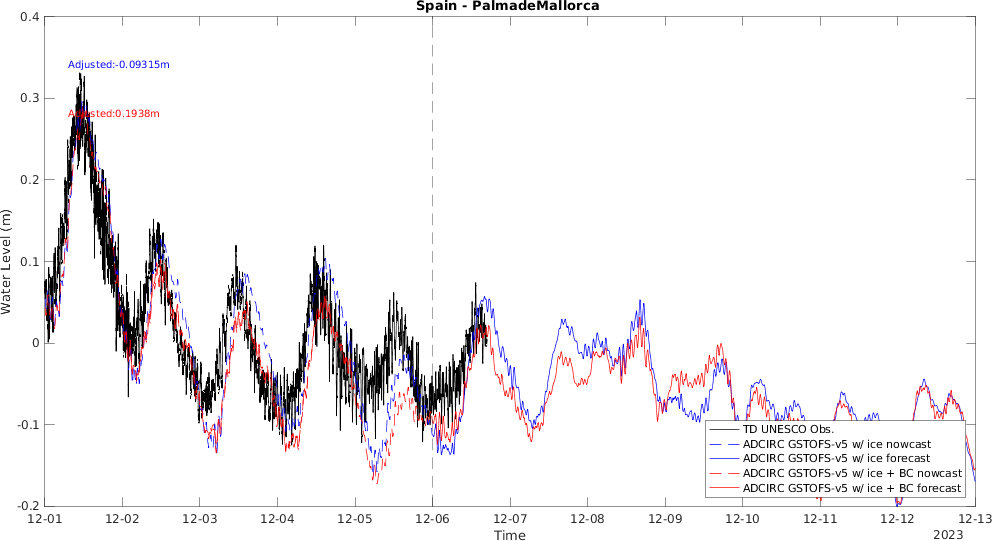 Spain - PalmadeMallorca
0.4
0.3
0.2
0.1
0
-0.1
-0.2
Water Level (m)
Adjusted:-0.09315m
Adjusted:0.1938m
TD UNESCO Obs.
ADCIRC GSTOFS-v5 w/ ice nowcast
ADCIRC GSTOFS-v5 w/ ice forecast
ADCIRC GSTOFS-v5 w/ ice + BC nowcast
ADCIRC GSTOFS-v5 w/ ice + BC forecast
12-01 12-02 12-03 12-04 12-05 12-06 12-07 12-08 12-09 12-10 12-11 12-12 12-13
Time
2023